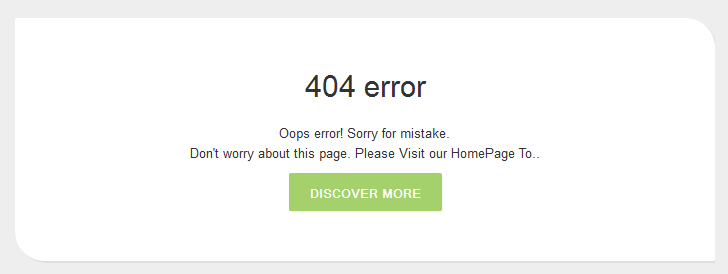 404 error
Oops error! Sorry for mistake.
Don't worry about this page. Please Visit our HomePage To..
DISCOVER MORE